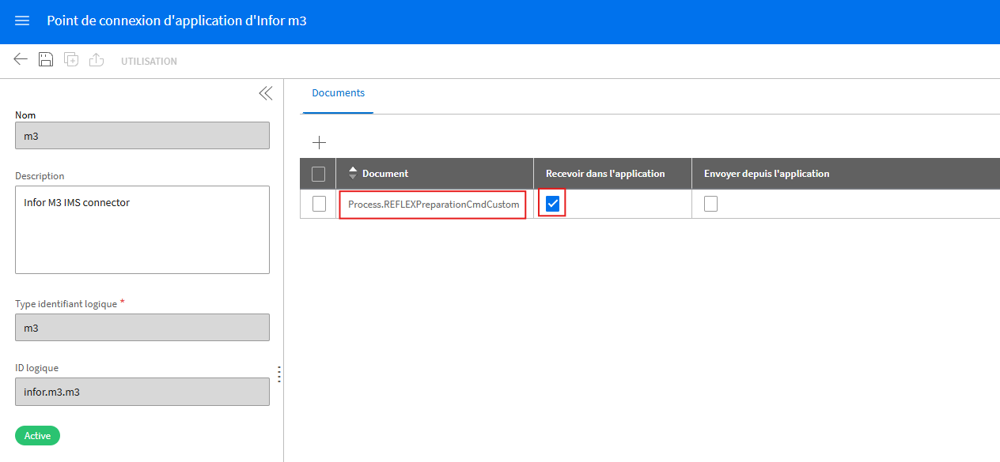 Point de connexion d'application d'Infor m3
UTILISATION
Nom
m3
Description
Infor M3 IMS connector
Type identifiant logique *
m3
ID logique
infor.m3.m3
Active
Documents
Document Recevoir dans l'application Envoyer depuis l'application
Process.REFLEXPreparationCmdCustom